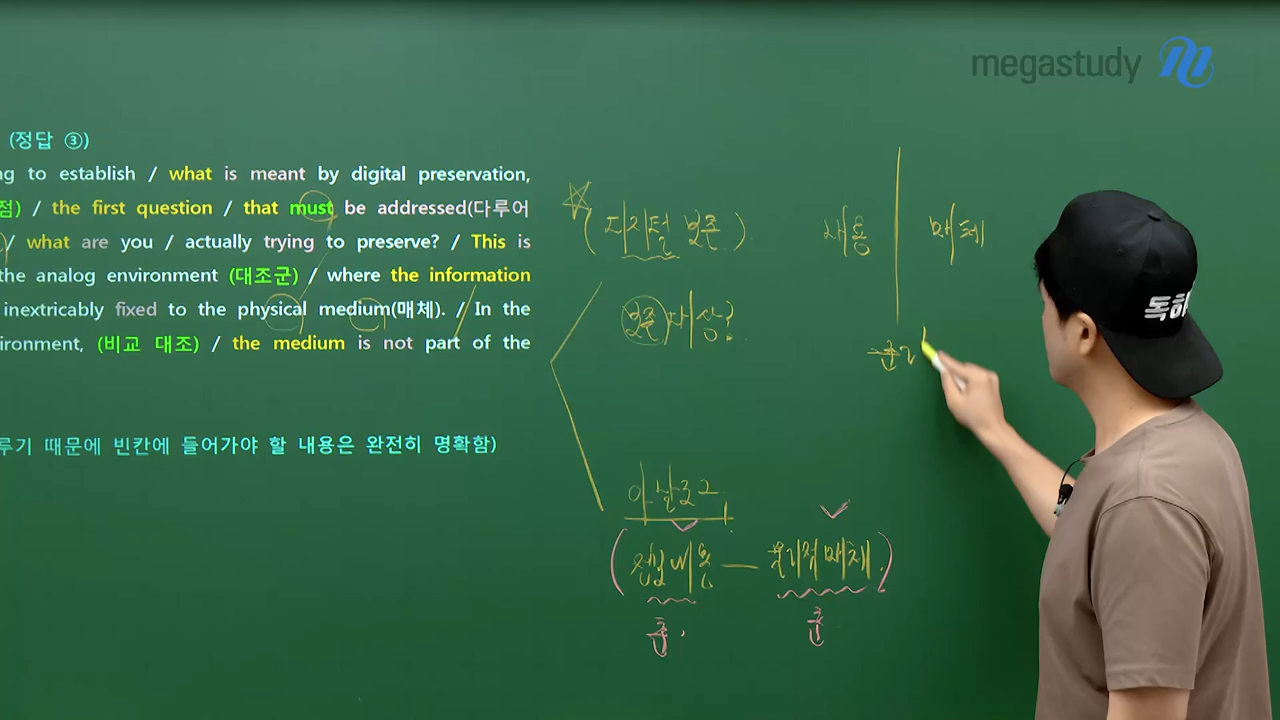 megastudy
(정답 ③)
ng to establish / what is meant by digital preservation,
점) / the first question / that must be addressed(다루어
/ what are you / actually trying to preserve? / This is
the analog environment (대조군) / where the information
inextricably fixed to the physical medium(매체). / In the
ironment, (비교 대조) / the medium is not part of the
루기 때문에 빈칸에 들어가야 할 내용은 완전히 명확함)
(디지털 보존)
내용 매체
보존 대상?
분리
아날로그
물리적 매체)
독하